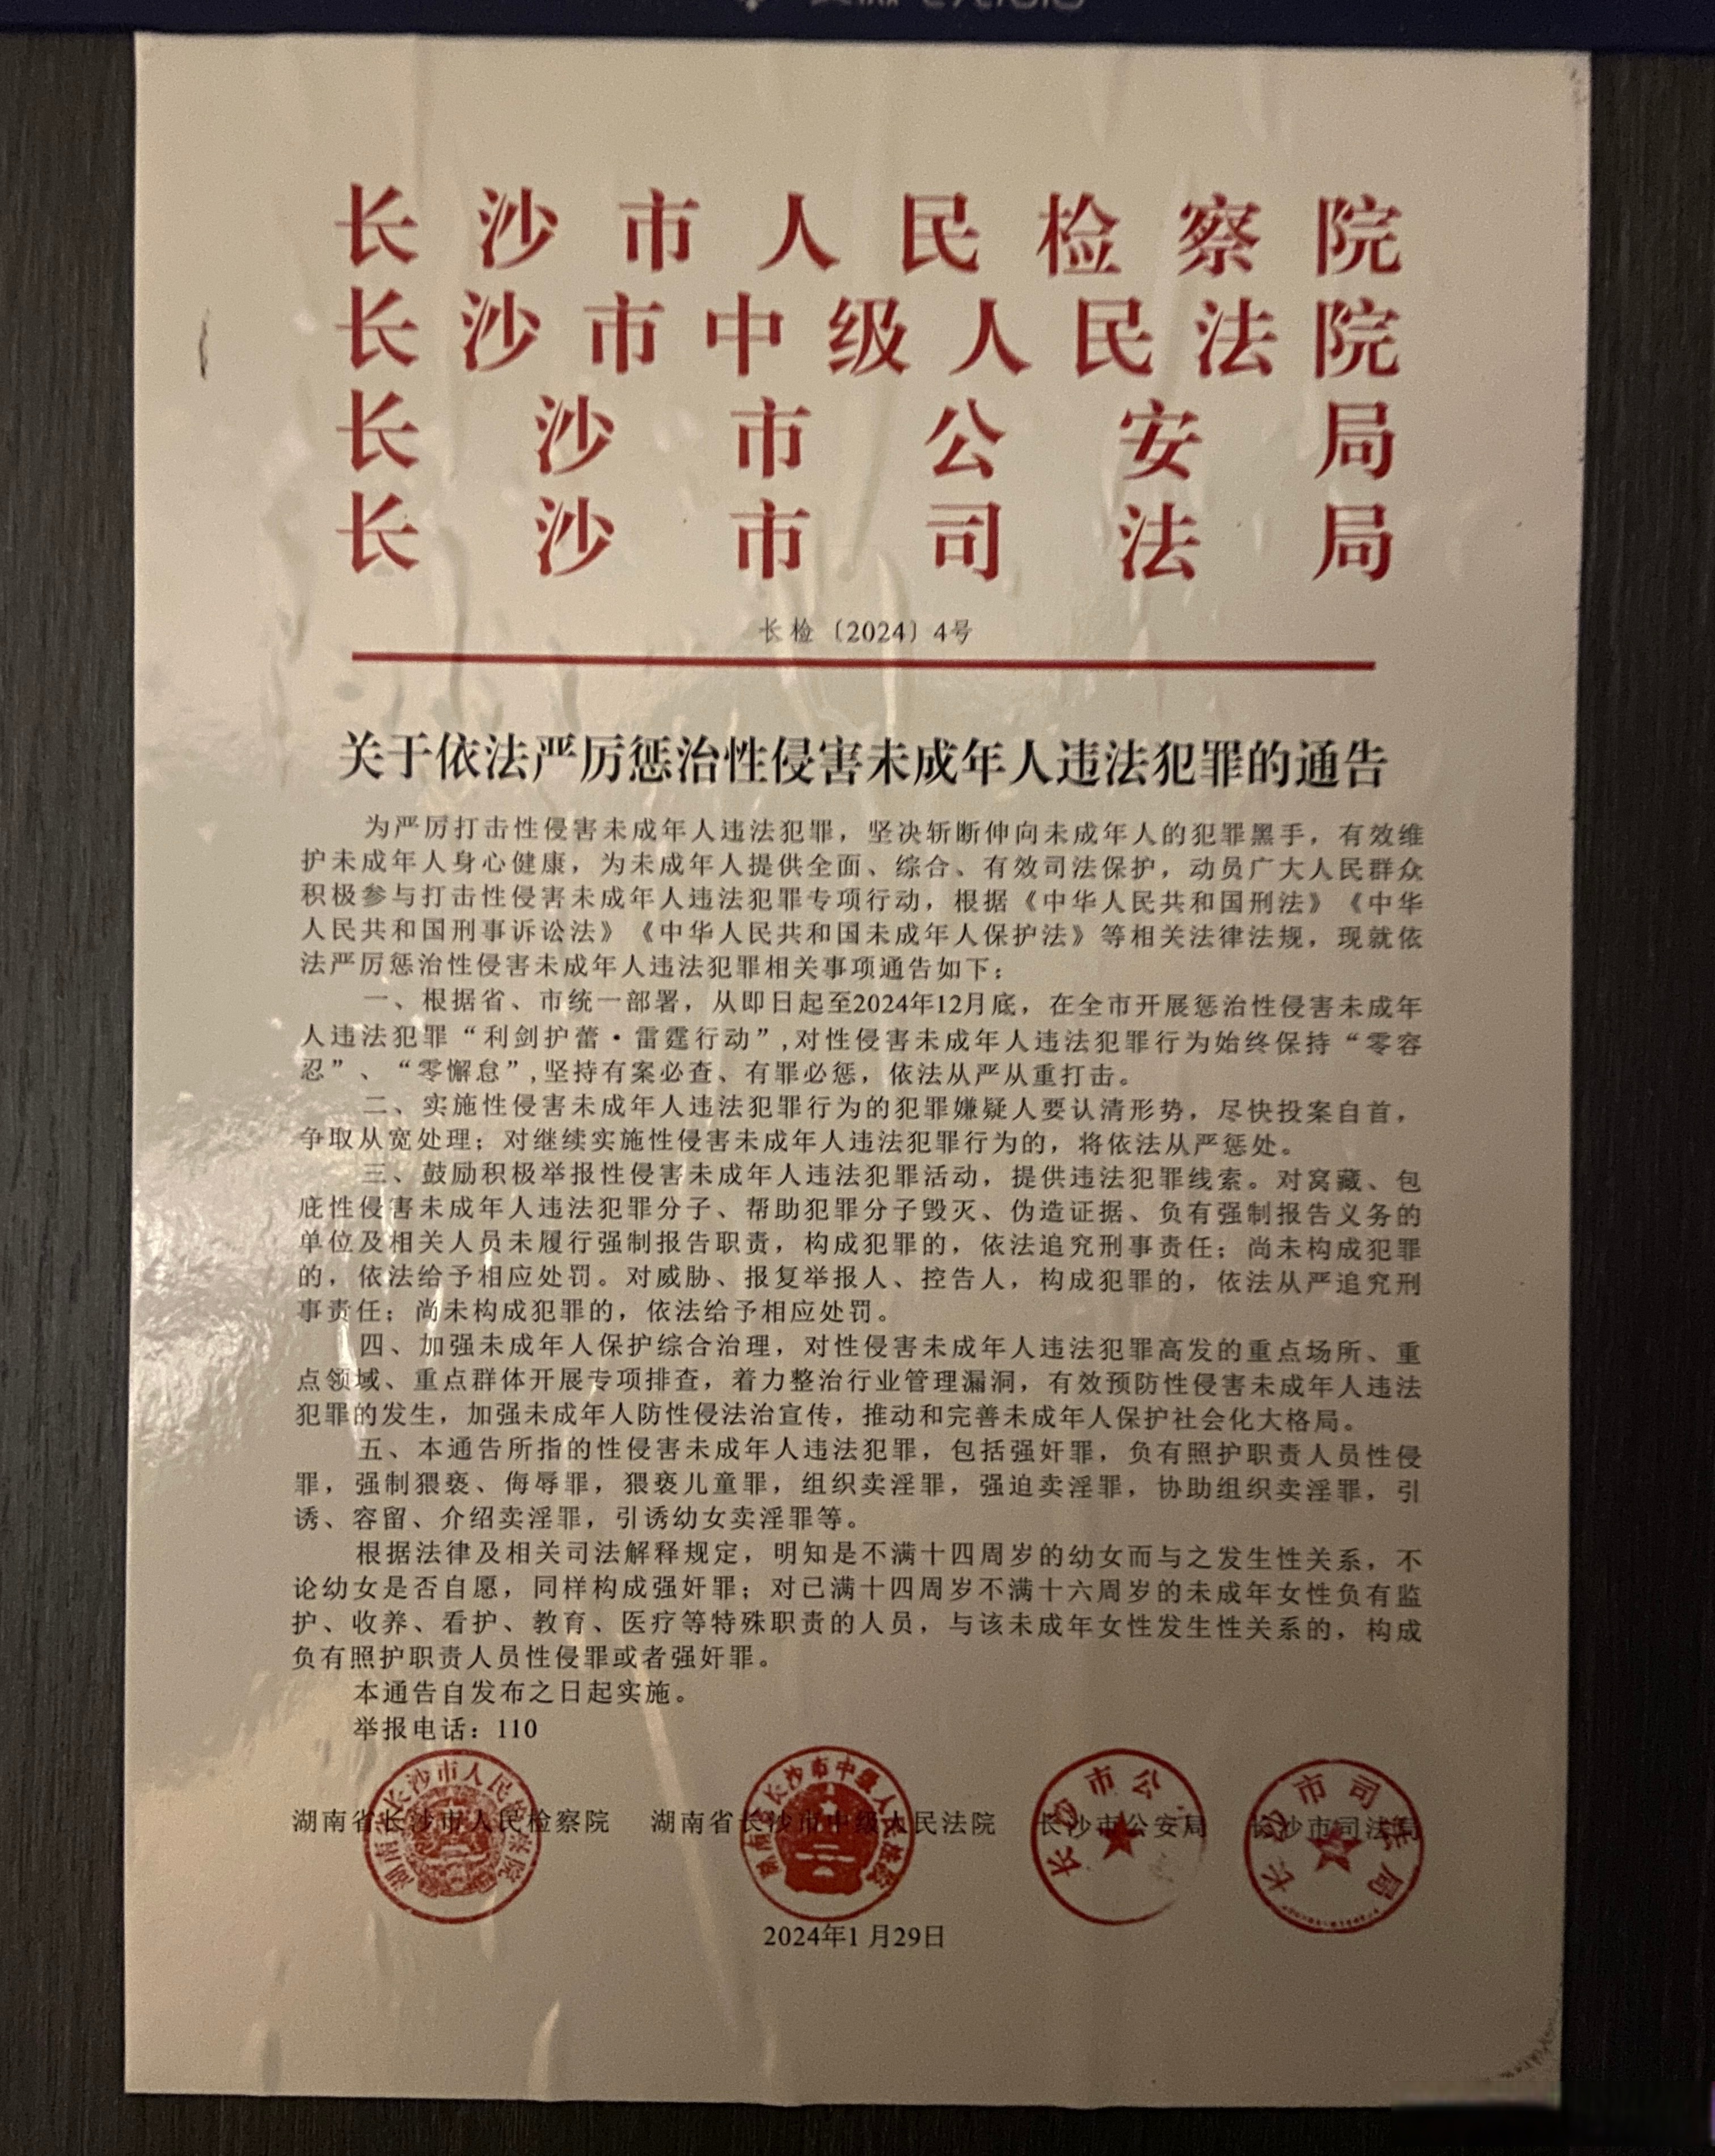 长沙市人民检察院
长沙市中级人民法院
长沙市公安局
长沙市司法局
长检〔2024〕4号
关于依法严厉惩治性侵害未成年人违法犯罪的通告
为严厉打击性侵害未成年人违法犯罪，坚决斩断伸向未成年人的犯罪黑手，有效维
护未成年人身心健康，为未成年人提供全面、综合、有效司法保护，动员广大人民群众
积极参与打击性侵害未成年人违法犯罪专项行动，根据《中华人民共和国刑法》《中华
人民共和国刑事诉讼法》《中华人民共和国未成年人保护法》等相关法律法规，现就依
法严厉惩治性侵害未成年人违法犯罪相关事项通告如下：
一、根据省、市统一部署，从即日起至2024年12月底，在全市开展惩治性侵害未成年
人违法犯罪“利剑护蕾·雷霆行动”,对性侵害未成年人违法犯罪行为始终保持“零容
忍”、“零懈怠”,坚持有案必查、有罪必惩，依法从严从重打击。
二、实施性侵害未成年人违法犯罪行为的犯罪嫌疑人要认清形势，尽快投案自首，
争取从宽处理；对继续实施性侵害未成年人违法犯罪行为的，将依法从严惩处。
三、鼓励积极举报性侵害未成年人违法犯罪活动，提供违法犯罪线索。对窝藏、包
庇性侵害未成年人违法犯罪分子、帮助犯罪分子毁灭、伪造证据、负有强制报告义务的
单位及相关人员未履行强制报告职责，构成犯罪的，依法追究刑事责任；尚未构成犯罪
的，依法给予相应处罚。对威胁、报复举报人、控告人，构成犯罪的，依法从严追究刑
事责任；尚未构成犯罪的，依法给予相应处罚。
四、加强未成年人保护综合治理，对性侵害未成年人违法犯罪高发的重点场所、重
点领域、重点群体开展专项排查，着力整治行业管理漏洞，有效预防性侵害未成年人违法
犯罪的发生，加强未成年人防性侵法治宣传，推动和完善未成年人保护社会化大格局。
五、本通告所指的性侵害未成年人违法犯罪，包括强奸罪，负有照护职责人员性侵
罪，强制猥亵、侮辱罪，猥亵儿童罪，组织卖淫罪，强迫卖淫罪，协助组织卖淫罪，引
诱、容留、介绍卖淫罪，引诱幼女卖淫罪等。
根据法律及相关司法解释规定，明知是不满十四周岁的幼女而与之发生性关系，不
论幼女是否自愿，同样构成强奸罪；对已满十四周岁不满十六周岁的未成年女性负有监
护、收养、看护、教育、医疗等特殊职责的人员，与该未成年女性发生性关系的，构成
负有照护职责人员性侵罪或者强奸罪。
本通告自发布之日起实施。
举报电话：110
湖南省长沙市人民检察院 湖南省长沙市中级人民法院 长沙市公安局 长沙市司法局
2024年1月29日